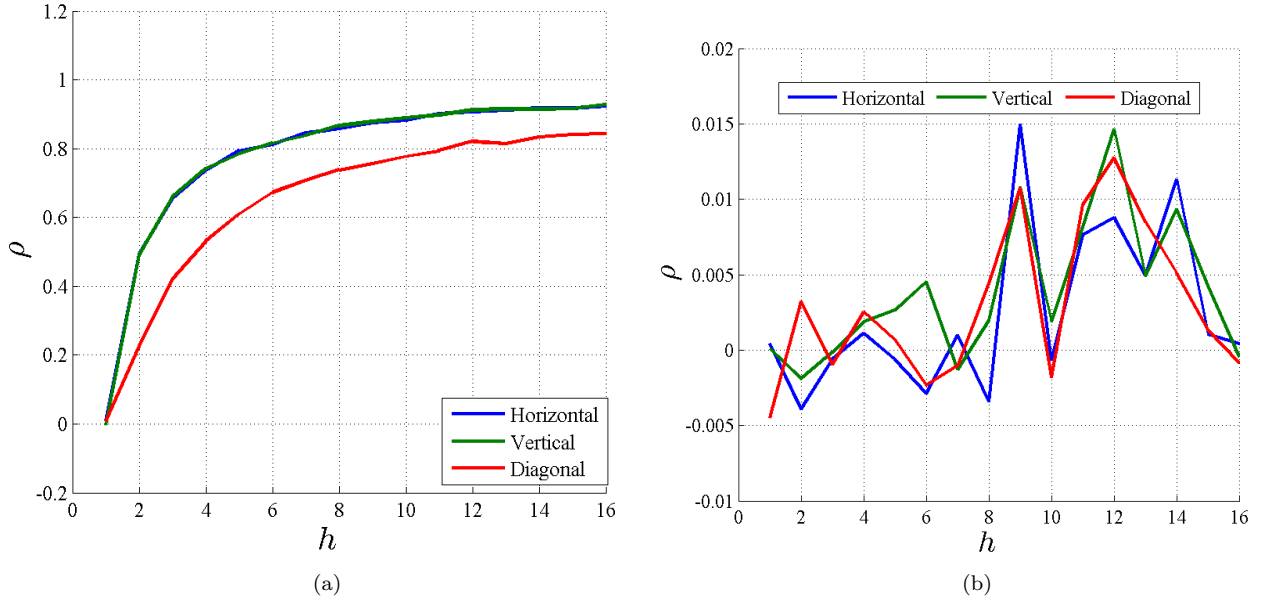 1.2
1
0.8
0.6
0.4
0.2
0
-0.2
ρ
0 2 4 6 8 10 12 14 16
h
Horizontal
Vertical
Diagonal
(a)
0.02
0.015
0.01
0.005
0
-0.005
-0.01
ρ
0 2 4 6 8 10 12 14 16
h
Horizontal Vertical Diagonal
(b)